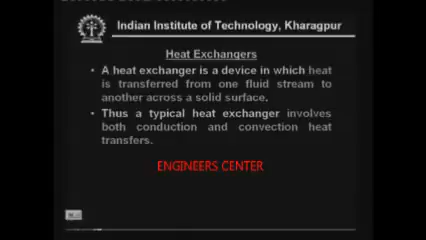 Indian Institute of Technology, Kharagpur
Heat Exchangers
• A heat exchanger is a device in which heat
is transferred from one fluid stream to
another across a solid surface.
• Thus a typical heat exchanger involves
both conduction and convection heat
transfers.
ENGINEERS CENTER